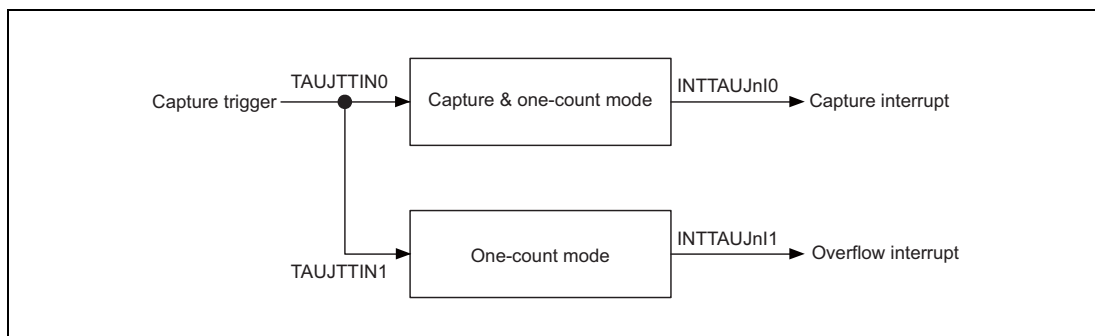 TAUJTTIN0
INTTAUJnI0
Capture trigger
Capture & one-count mode
Capture interrupt
INTTAUJnI1
One-count mode
Overflow interrupt
TAUJTTIN1